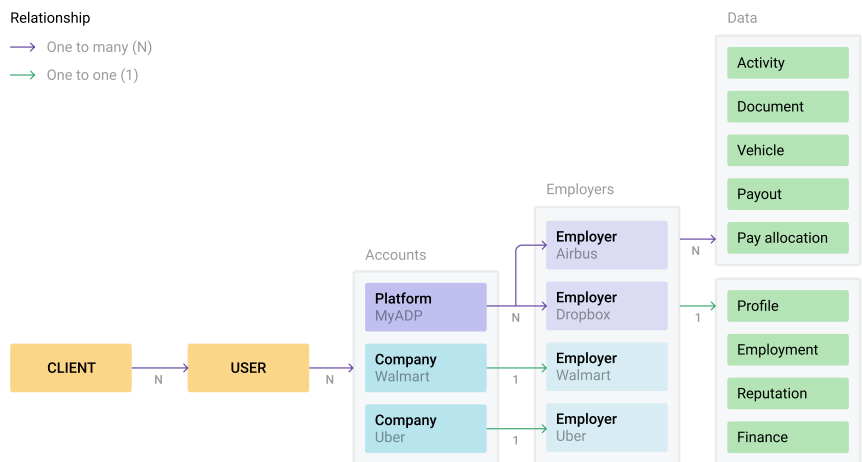 Relationship
One to many (N)
One to one (1)
Data
Activity
Document
Vehicle
Payout
Pay allocation
Employers
Employer
Airbus
N
Accounts
Platform
MyADP
N
Employer
Dropbox
1
Profile
CLIENT
N
USER
N
Company
Walmart
1
Employer
Walmart
Employment
Reputation
Company
Uber
1
Employer
Uber
Finance